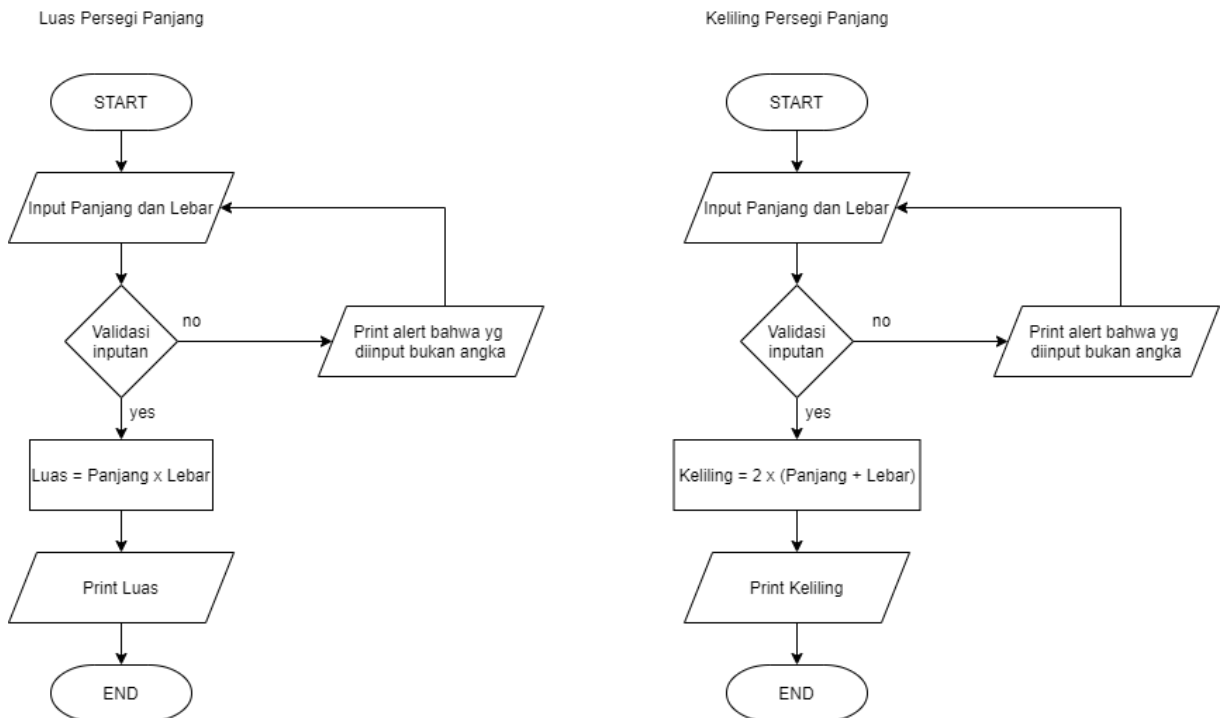 Luas Persegi Panjang
START
Input Panjang dan Lebar
Validasi
inputan
no
Print alert bahwa yg
diinput bukan angka
yes
Luas = Panjang x Lebar
Print Luas
END
Keliling Persegi Panjang
START
Input Panjang dan Lebar
Validasi
inputan
no
Print alert bahwa yg
diinput bukan angka
yes
Keliling = 2 x (Panjang + Lebar)
Print Keliling
END